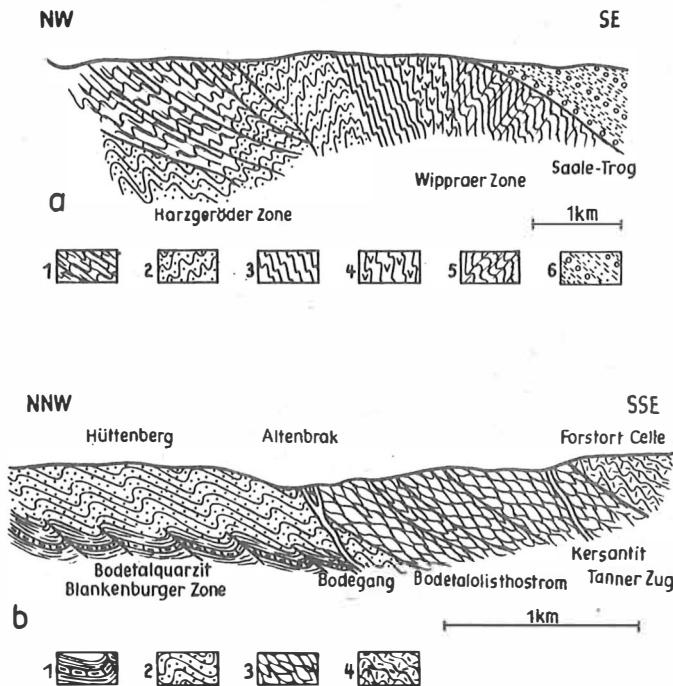 NW SE
Wippraer Zone
Saale-Trog
a
Harzgeröder Zone
1km
1 2 3 4 5 6
NNW SSE
Hüttenberg Altenbrak Forstort Celle
Bodetalquarzit
Blankenburger Zone
Bodegang
Bodetalolisthostrom
Kersantit
Tanner Zug
b
1km
1 2 3 4